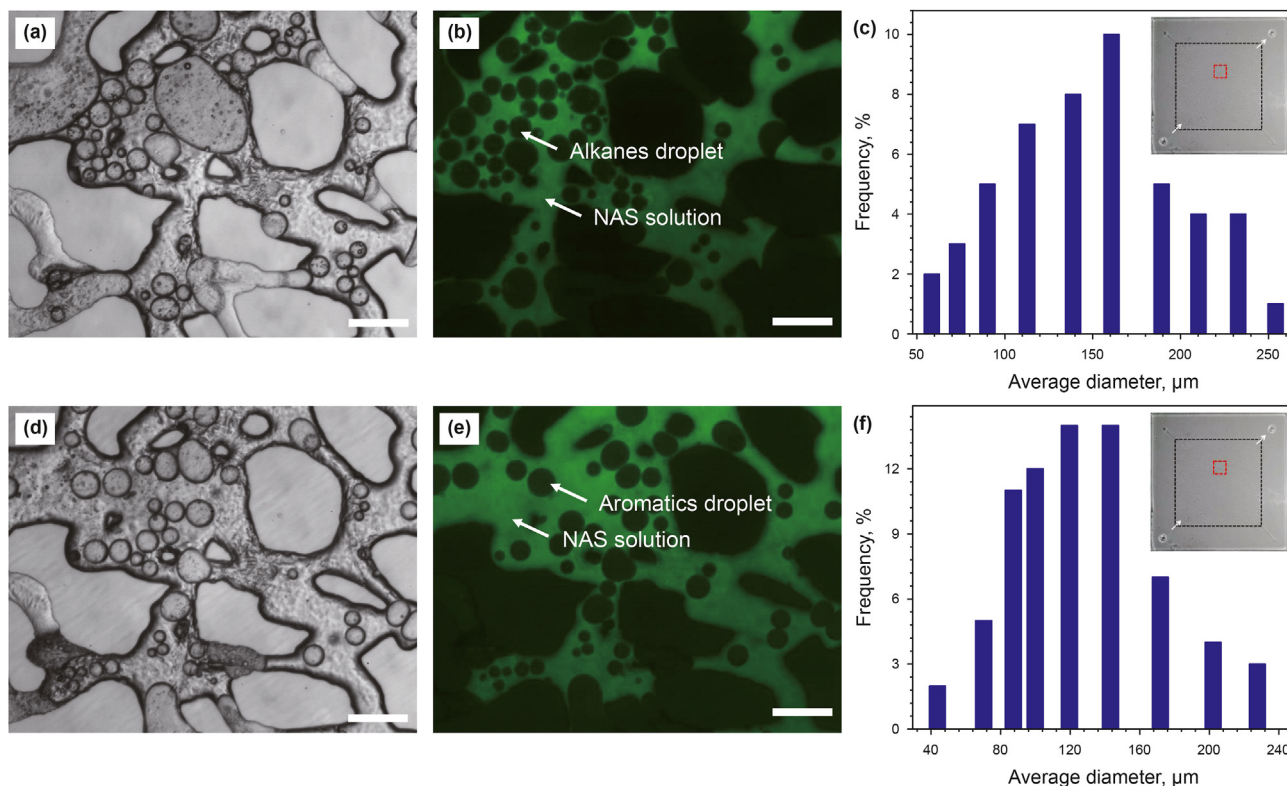 (a)
(b)
Alkanes droplet
NAS solution
(c)
Frequency, %
10
8
6
4
2
0
50
100
150
200
250
Average diameter, µm
(d)
(e)
Aromatics droplet
NAS solution
(f)
Frequency, %
12
9
6
3
0
40
80
120
160
200
240
Average diameter, µm